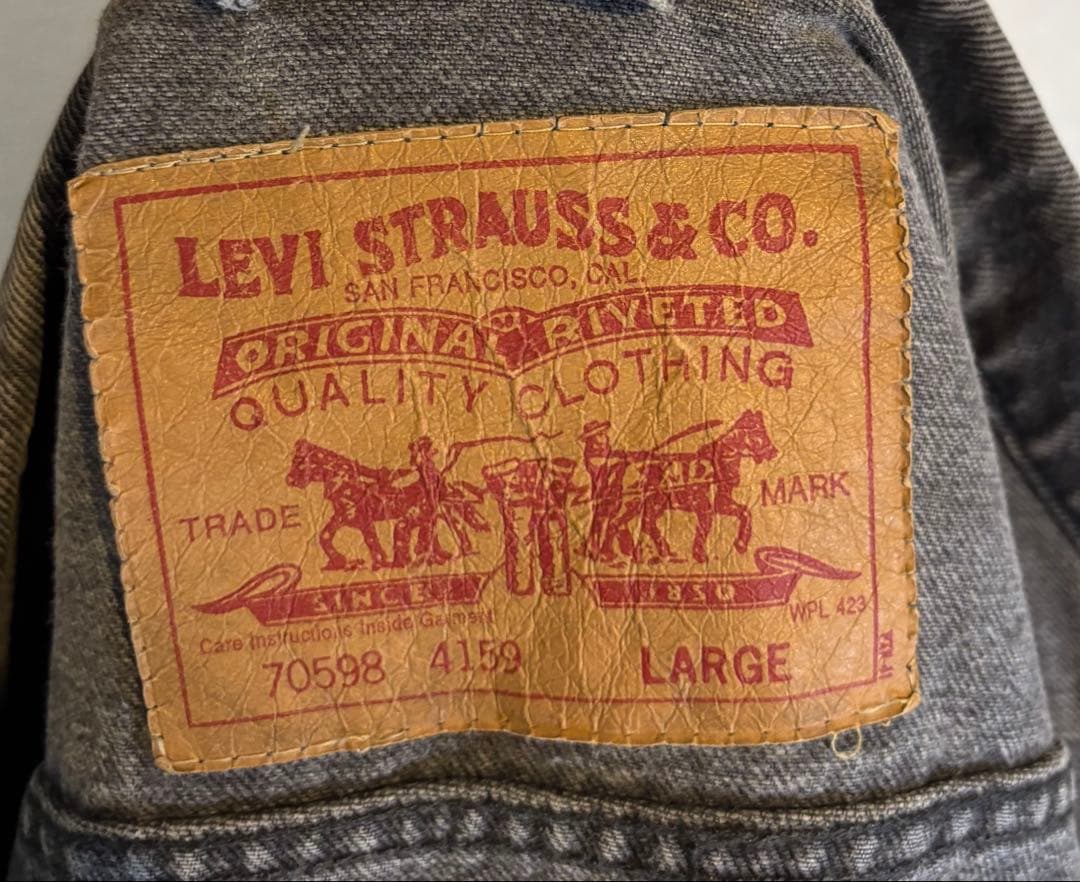 LEVI STRAUSS & CO.
SAN FRANCISCO, CAL.
ORIGINAL RIVETED
QUALITY CLOTHING
TRADE MARK
SINCE 1850
WPL 423
Care Instructions Inside Garment
70598 4159 LARGE